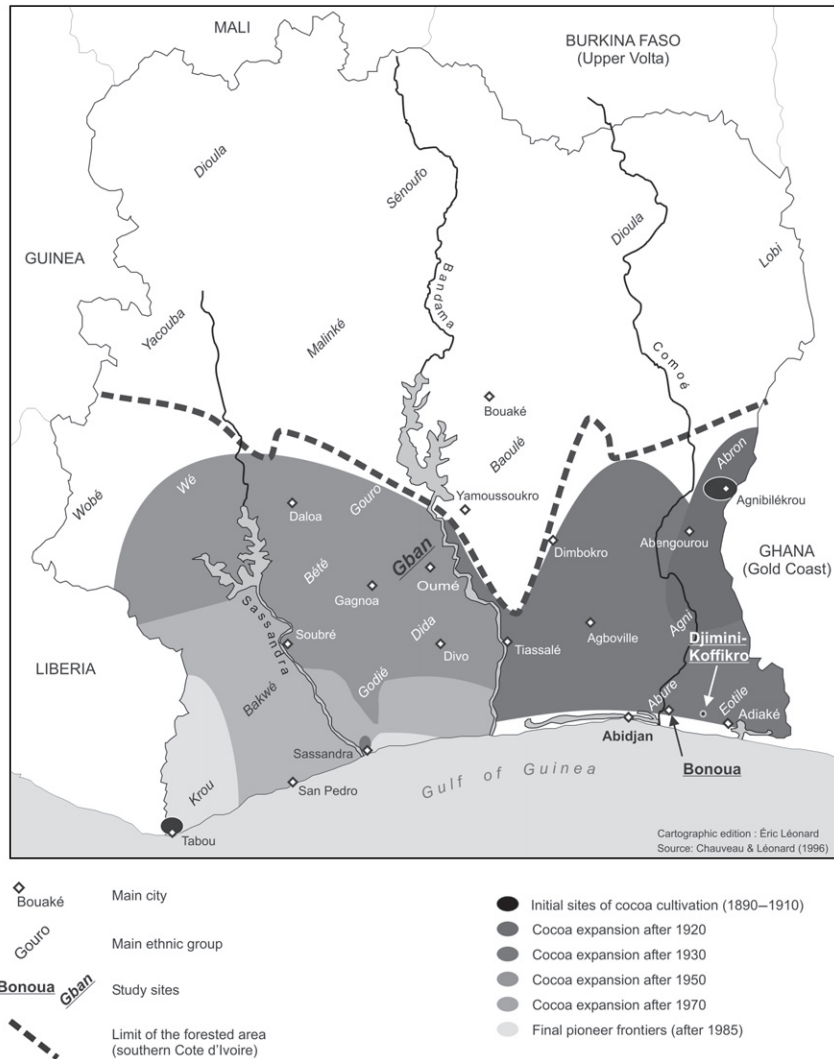 MALI
BURKINA FASO
(Upper Volta)
Dioula
Sénoufo
Dioula
Lobi
GUINEA
Bandama
Yacouba
Malinké
Comoé
Bouaké
Baoulé
Abron
Wé
Gouro
Yamoussoukro
Agnibilékrou
Wobé
Daloa
Dimbokro
Abengourou
GHANA
(Gold Coast)
Bété
Gban
Oumé
Gagnoa
Sassandra
Agni
Djimini-
Koffikro
Soubré
Dida
Divo
Tiassalé
Agboville
LIBERIA
Bakwé
Godié
Abure
Eotile
Adiaké
Abidjan
Sassandra
Bonoua
Krou
San Pedro
Gulf of Guinea
Tabou
Cartographic edition : Éric Léonard
Source: Chauveau & Léonard (1996)
Bouaké
Main city
Gouro
Main ethnic group
Bonoua Gban
Study sites
Limit of the forested area
(southern Cote d'Ivoire)
Initial sites of cocoa cultivation (1890–1910)
Cocoa expansion after 1920
Cocoa expansion after 1930
Cocoa expansion after 1950
Cocoa expansion after 1970
Final pioneer frontiers (after 1985)